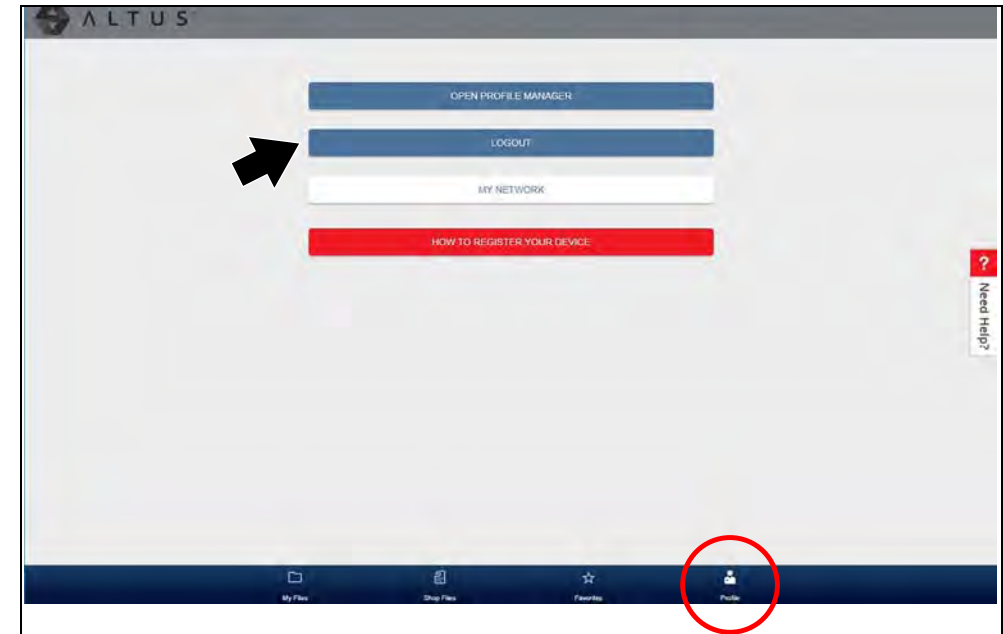 ALTUS
OPEN PROFILE MANAGER
LOGOUT
MY NETWORK
HOW TO REGISTER YOUR DEVICE
? Need Help?
My Files
Shop Files
Favorites
Profile